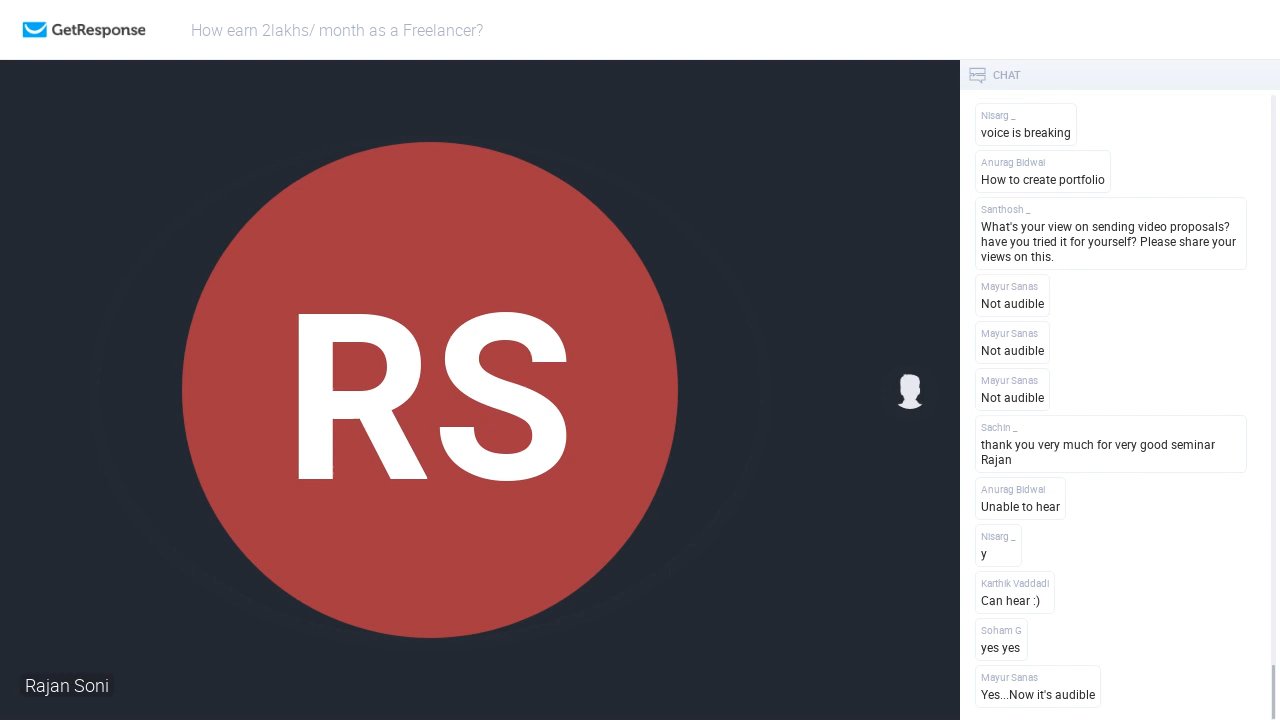 GetResponse
How earn 2lakhs/ month as a Freelancer?
RS
Rajan Soni
CHAT
Nisarg _
voice is breaking
Anurag Bidwai
How to create portfolio
Santhosh _
What's your view on sending video proposals?
have you tried it for yourself? Please share your
views on this.
Mayur Sanas
Not audible
Mayur Sanas
Not audible
Mayur Sanas
Not audible
Sachin _
thank you very much for very good seminar
Rajan
Anurag Bidwai
Unable to hear
Nisarg _
y
Karthik Vaddadi
Can hear :)
Soham G
yes yes
Mayur Sanas
Yes...Now it's audible